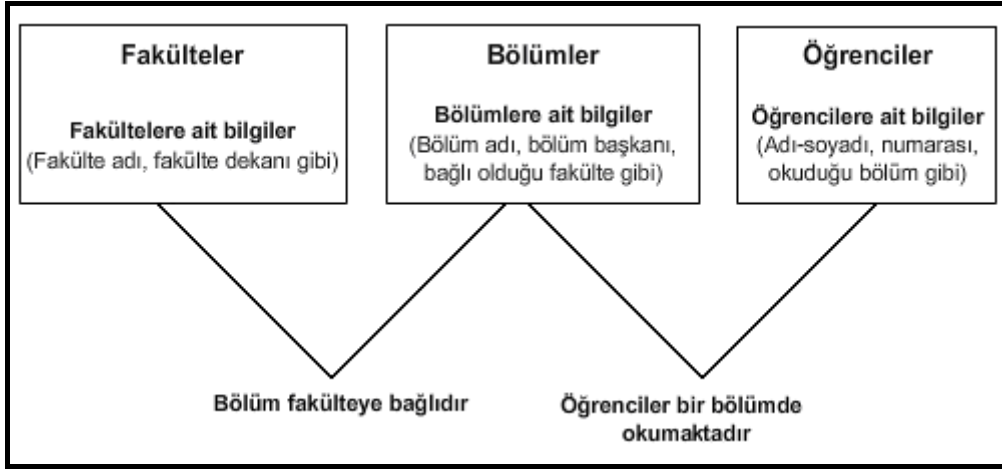 Fakülteler
Fakültelere ait bilgiler
(Fakülte adı, fakülte dekanı gibi)
Bölümler
Bölümlere ait bilgiler
(Bölüm adı, bölüm başkanı,
bağlı olduğu fakülte gibi)
Öğrenciler
Öğrencilere ait bilgiler
(Adı-soyadı, numarası,
okuduğu bölüm gibi)
Bölüm fakülteye bağlıdır
Öğrenciler bir bölümde
okumaktadır